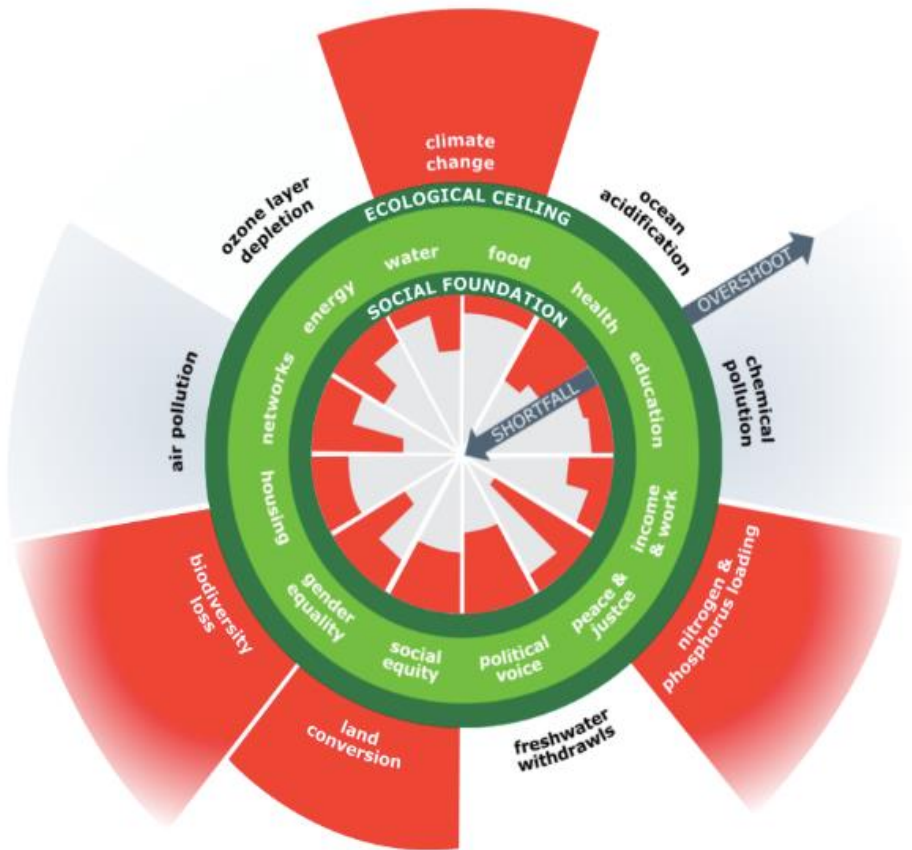 climate
change
ocean
acidification
OVERSHOOT
chemical
pollution
nitrogen &
phosphorus loading
freshwater
withdrawls
land
conversion
biodiversity
loss
air pollution
ozone layer
depletion
ECOLOGICAL CEILING
water
food
health
education
income
& work
peace &
justce
political
voice
social
equity
gender
equality
housing
networks
energy
SOCIAL FOUNDATION
SHORTFALL